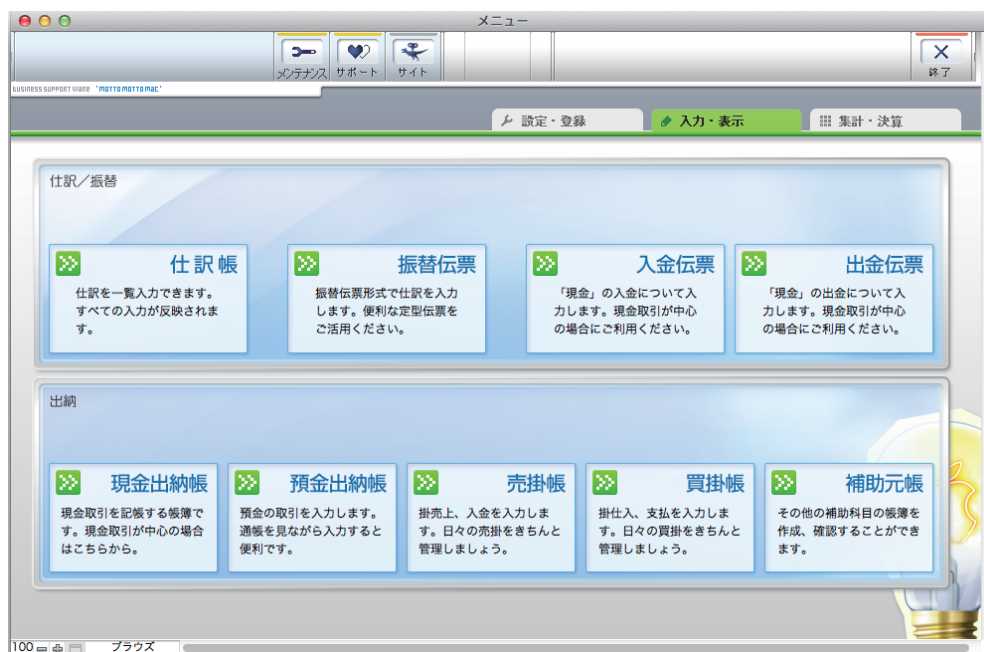 メニュー
メンテナンス サポート サイト 終了
BUSINESS SUPPORT WARE 'MOTTO MOTTO MAC'
設定・登録 入力・表示 集計・決算
仕訳／振替
仕訳帳
仕訳を一覧入力できます。
すべての入力が反映されま
す。
振替伝票
振替伝票形式で仕訳を入力
します。便利な定型伝票を
ご活用ください。
入金伝票
「現金」の入金について入
力します。現金取引が中心
の場合にご利用ください。
出金伝票
「現金」の出金について入
力します。現金取引が中心
の場合にご利用ください。
出納
現金出納帳
現金取引を記帳する帳簿で
す。現金取引が中心の場合
はこちらから。
預金出納帳
預金の取引を入力します。
通帳を見ながら入力すると
便利です。
売掛帳
掛売上、入金を入力しま
す。日々の売掛をきちんと
管理しましょう。
買掛帳
掛仕入、支払を入力しま
す。日々の買掛をきちんと
管理しましょう。
補助元帳
その他の補助科目の帳簿を
作成、確認することができ
ます。
100 ブラウズ